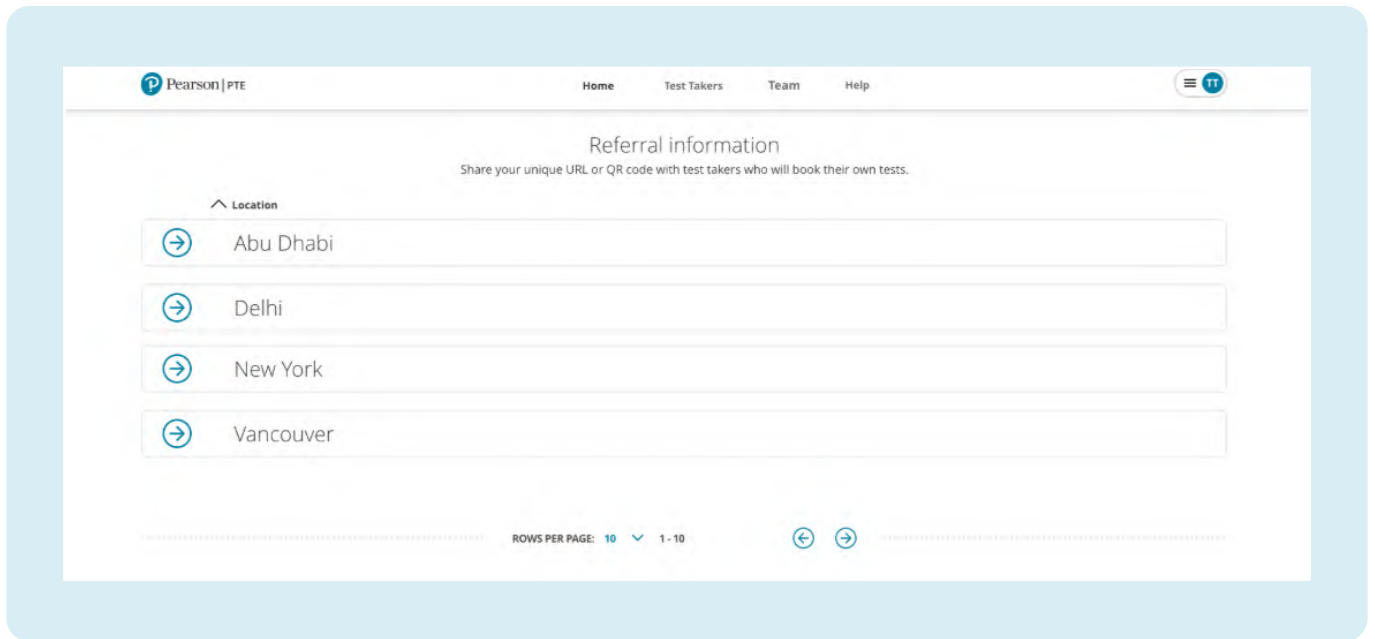 Pearson | PTE
Home Test Takers Team Help
TT
Referral information
Share your unique URL or QR code with test takers who will book their own tests.
Location
Abu Dhabi
Delhi
New York
Vancouver
ROWS PER PAGE: 10 1 - 10